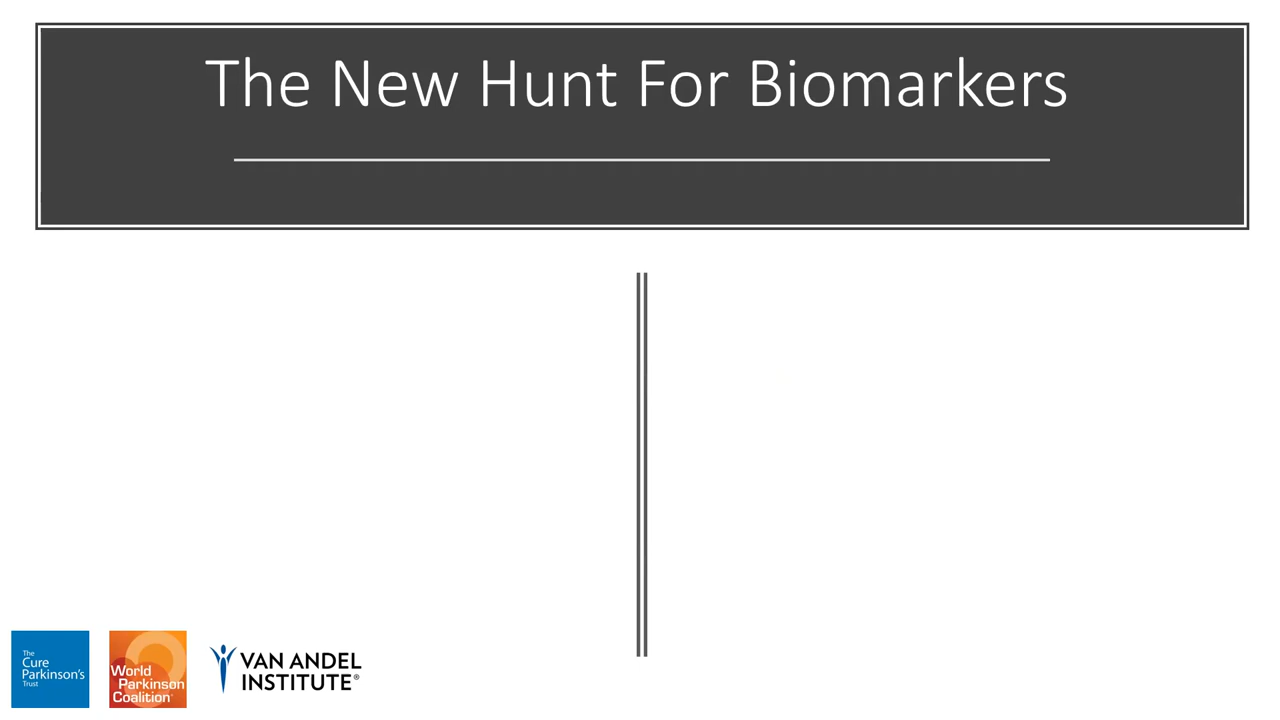 The New Hunt For Biomarkers
The
Cure
Parkinson's
Trust
World
Parkinson
Coalition®
VAN ANDEL
INSTITUTE®